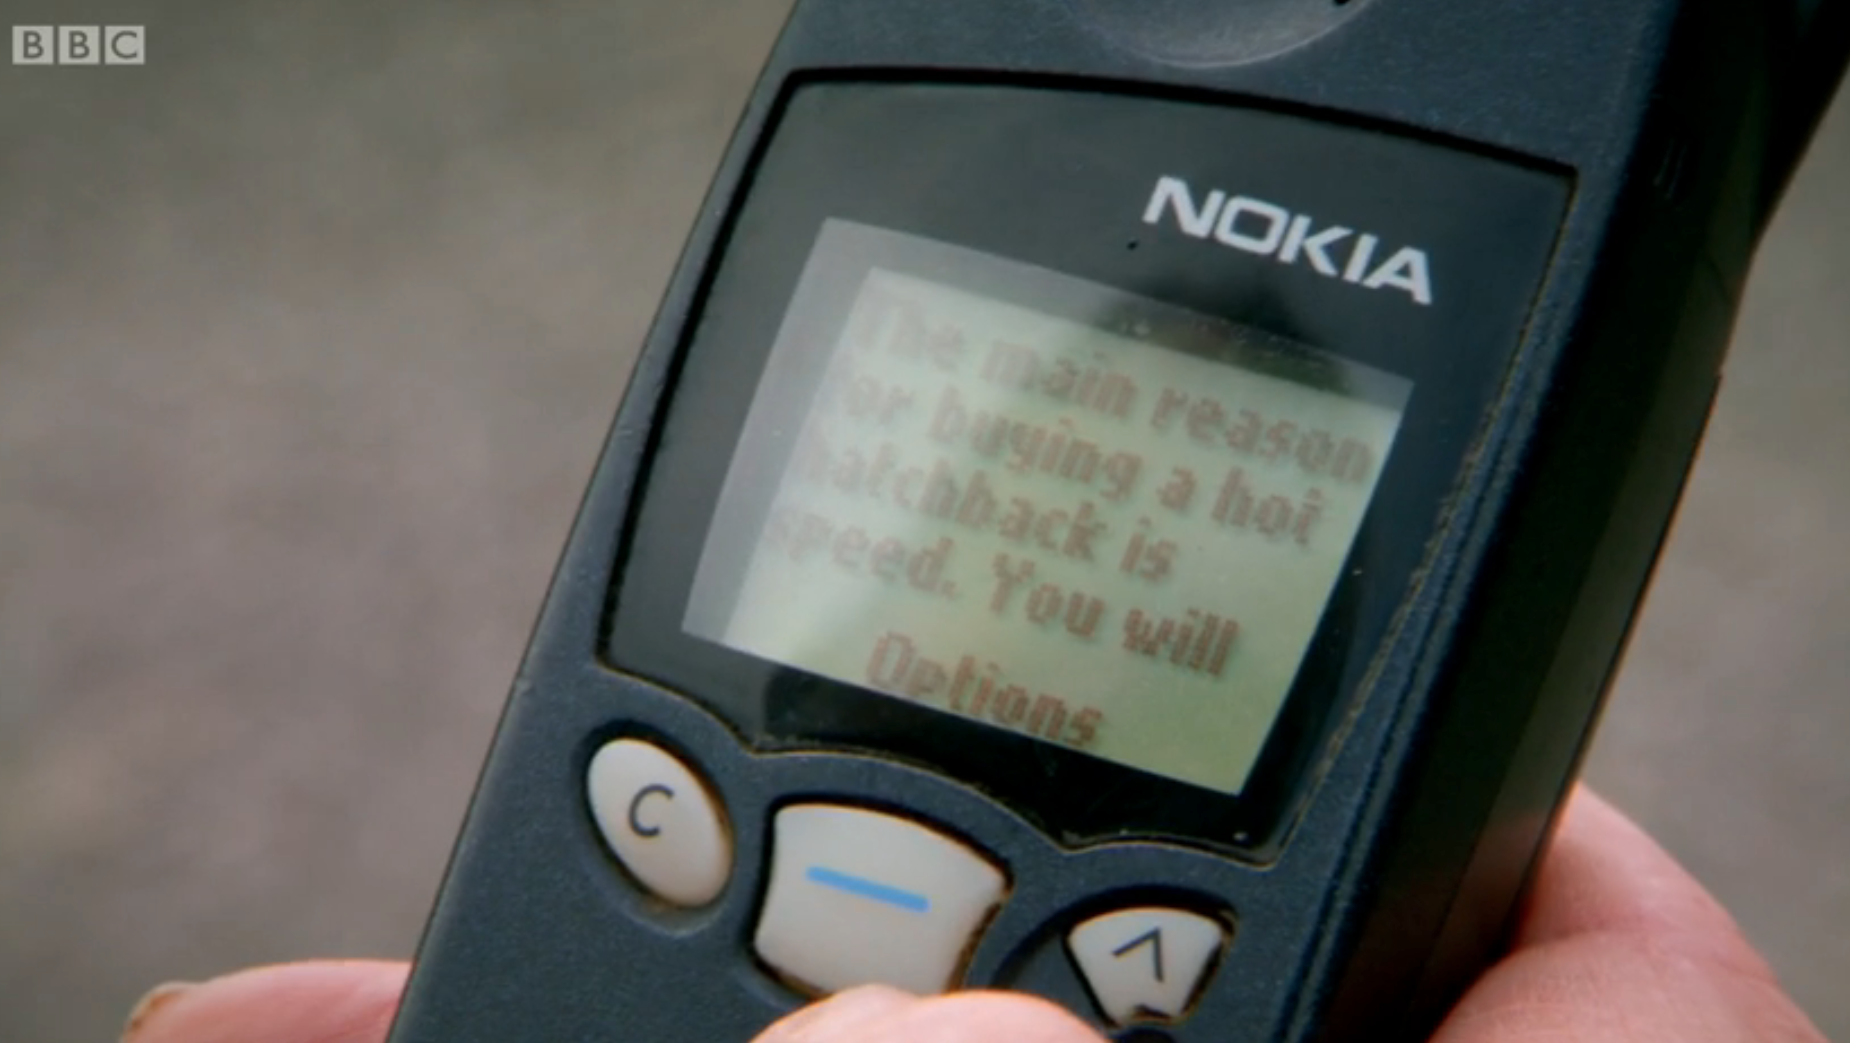 BBC
NOKIA
The main reason
for buying a hot
hatchback is
speed. You will
Options
C